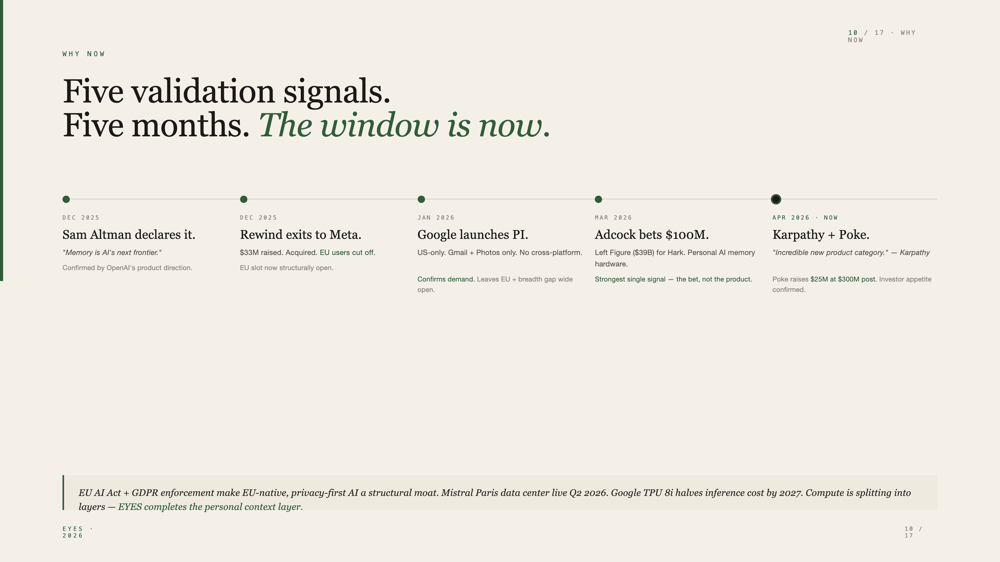 10 / 17 · WHY
NOW
WHY NOW
Five validation signals.
Five months. The window is now.
DEC 2025
Sam Altman declares it.
"Memory is AI's next frontier."
Confirmed by OpenAI's product direction.
DEC 2025
Rewind exits to Meta.
$33M raised. Acquired. EU users cut off.
EU slot now structurally open.
JAN 2026
Google launches PI.
US-only. Gmail + Photos only. No cross-platform.
Confirms demand. Leaves EU + breadth gap wide
open.
MAR 2026
Adcock bets $100M.
Left Figure ($39B) for Hark. Personal AI memory
hardware.
Strongest single signal — the bet, not the product.
APR 2026 · NOW
Karpathy + Poke.
"Incredible new product category." — Karpathy
Poke raises $25M at $300M post. Investor appetite
confirmed.
EU AI Act + GDPR enforcement make EU-native, privacy-first AI a structural moat. Mistral Paris data center live Q2 2026. Google TPU 8i halves inference cost by 2027. Compute is splitting into
layers — EYES completes the personal context layer.
EYES ·
2026
10 /
17